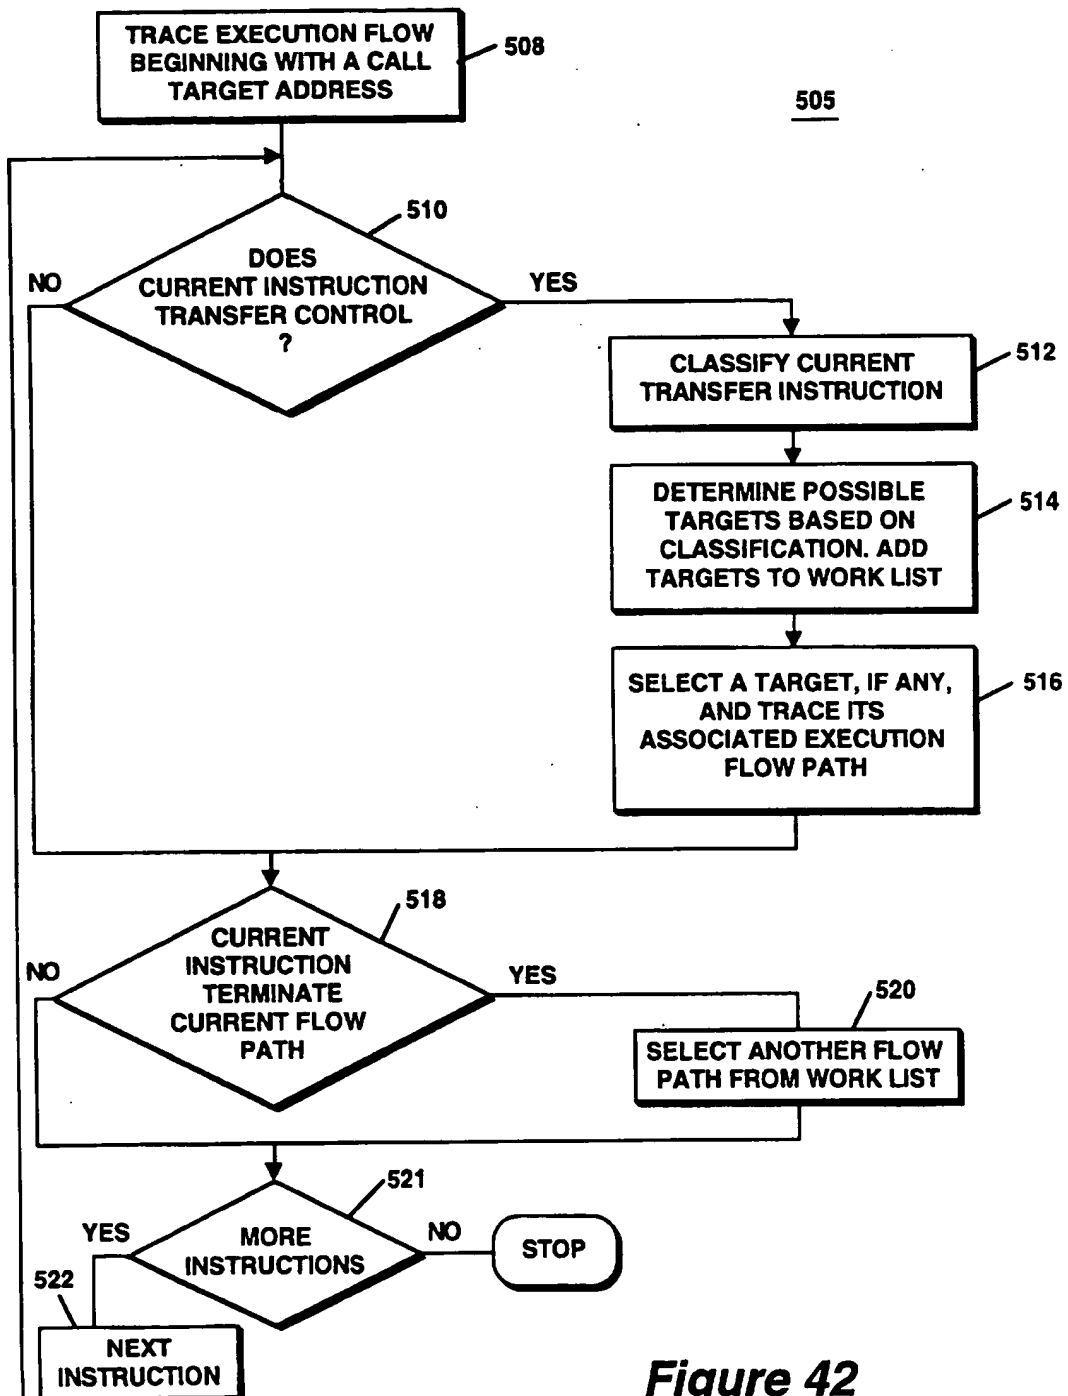 TRACE EXECUTION FLOW
BEGINNING WITH A CALL
TARGET ADDRESS
508
505
510
DOES
CURRENT INSTRUCTION
TRANSFER CONTROL
?
NO
YES
CLASSIFY CURRENT
TRANSFER INSTRUCTION
512
DETERMINE POSSIBLE
TARGETS BASED ON
CLASSIFICATION. ADD
TARGETS TO WORK LIST
514
SELECT A TARGET, IF ANY,
AND TRACE ITS
ASSOCIATED EXECUTION
FLOW PATH
516
518
CURRENT
INSTRUCTION
TERMINATE
CURRENT FLOW
PATH
NO
YES
520
SELECT ANOTHER FLOW
PATH FROM WORK LIST
521
MORE
INSTRUCTIONS
YES
NO
STOP
522
NEXT
INSTRUCTION
Figure 42